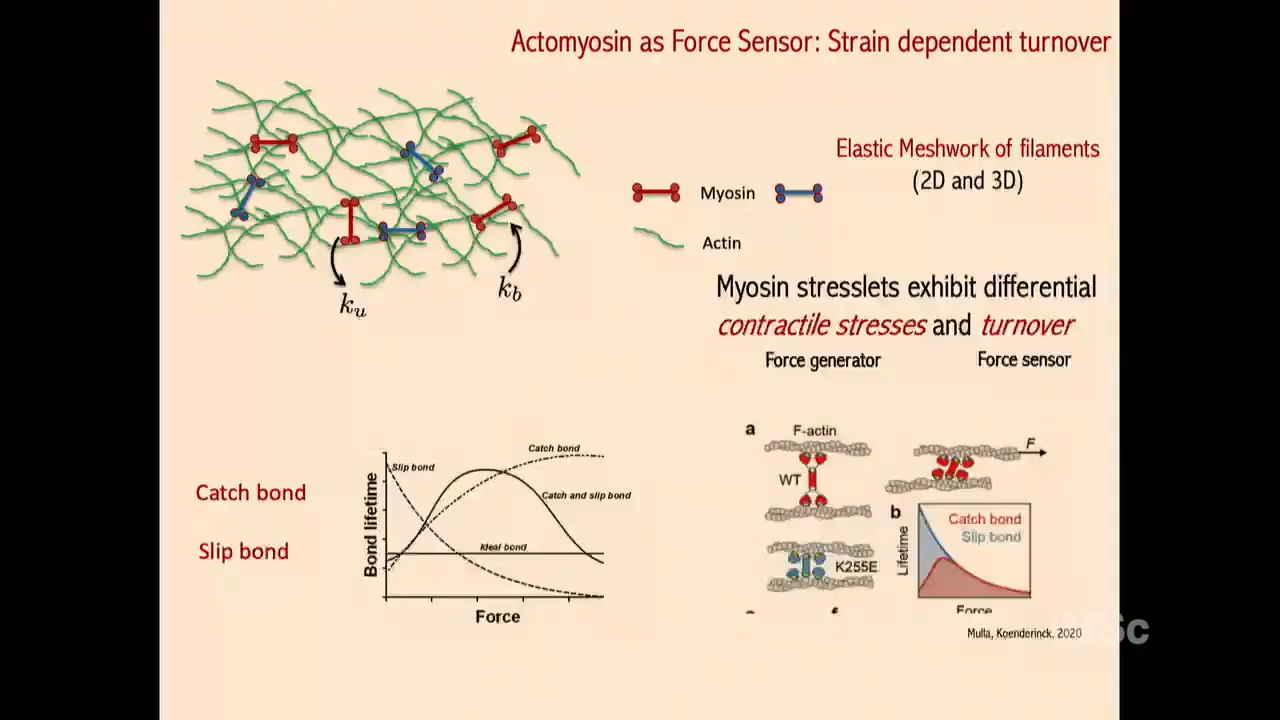 Actomyosin as Force Sensor: Strain dependent turnover
Elastic Meshwork of filaments
(2D and 3D)
Myosin
Actin
k_u
k_b
Myosin stresslets exhibit differential
contractile stresses and turnover
Force generator
Force sensor
Catch bond
Slip bond
Bond lifetime
Slip bond
Catch bond
Catch and slip bond
Ideal bond
Force
a
F-actin
WT
F
K255E
b
Catch bond
Slip bond
Lifetime
Force
Mulla, Koenderinck, 2020